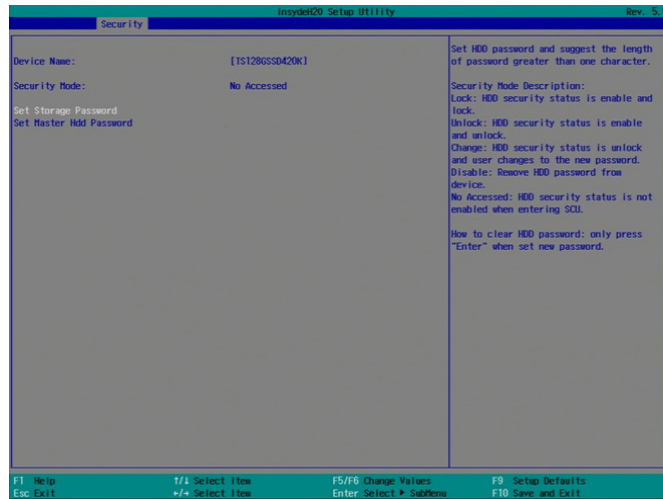 InsydeH20 Setup Utility
Rev. 5.
Security
Device Name:
[TS128GSSD420K]
Security Mode:
No Accessed
Set Storage Password
Set Master Hdd Password
Set HDD password and suggest the length
of password greater than one character.
Security Mode Description:
Lock: HDD security status is enable and
lock.
Unlock: HDD security status is enable
and unlock.
Change: HDD security status is unlock
and user changes to the new password.
Disable: Remove HDD password from
device.
No Accessed: HDD security status is not
enabled when entering SCU.
How to clear HDD password: only press
"Enter" when set new password.
F1 Help
↑/↓ Select Item
F5/F6 Change Values
F9 Setup Defaults
Esc Exit
←/→ Select Item
Enter Select ▶ SubMenu
F10 Save and Exit